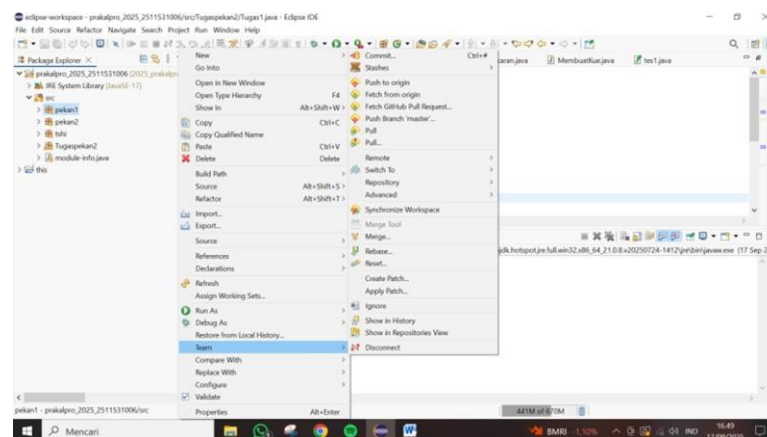 eclipse-workspace - prakalpro_2025_2511531006/src/Tugaspekan2/Tugas1.java - Eclipse IDE
File Edit Source Refactor Navigate Search Project Run Window Help
Package Explorer
prakalpro_2025_2511531006
JRE System Library [JavaSE-17]
src
pekan1
pekan2
tshi
Tugaspekan2
module-info.java
this
New
Go Into
Open in New Window
Open Type Hierarchy F4
Show In Alt+Shift+W
Copy Ctrl+C
Copy Qualified Name
Paste Ctrl+V
Delete Delete
Build Path
Source Alt+Shift+S
Refactor Alt+Shift+T
Import...
Export...
Source
References
Declarations
Refresh
Assign Working Sets...
Run As
Debug As
Restore from Local History...
Team
Compare With
Replace With
Configure
Validate
Properties Alt+Enter
Commit... Ctrl+#
Stashes
Push to origin
Fetch from origin
Fetch GitHub Pull Request...
Push Branch 'master'...
Pull
Pull...
Remote
Switch To
Repository
Advanced
Synchronize Workspace
Merge Tool
Merge...
Rebase...
Reset...
Create Patch...
Apply Patch...
Ignore
Show in History
Show in Repositories View
Disconnect
MembuatKue.java
tes1.java
pekan1 - prakalpro_2025_2511531006/src
441M of 670M
Mencari
BMRI -1,10%
IND
16.49